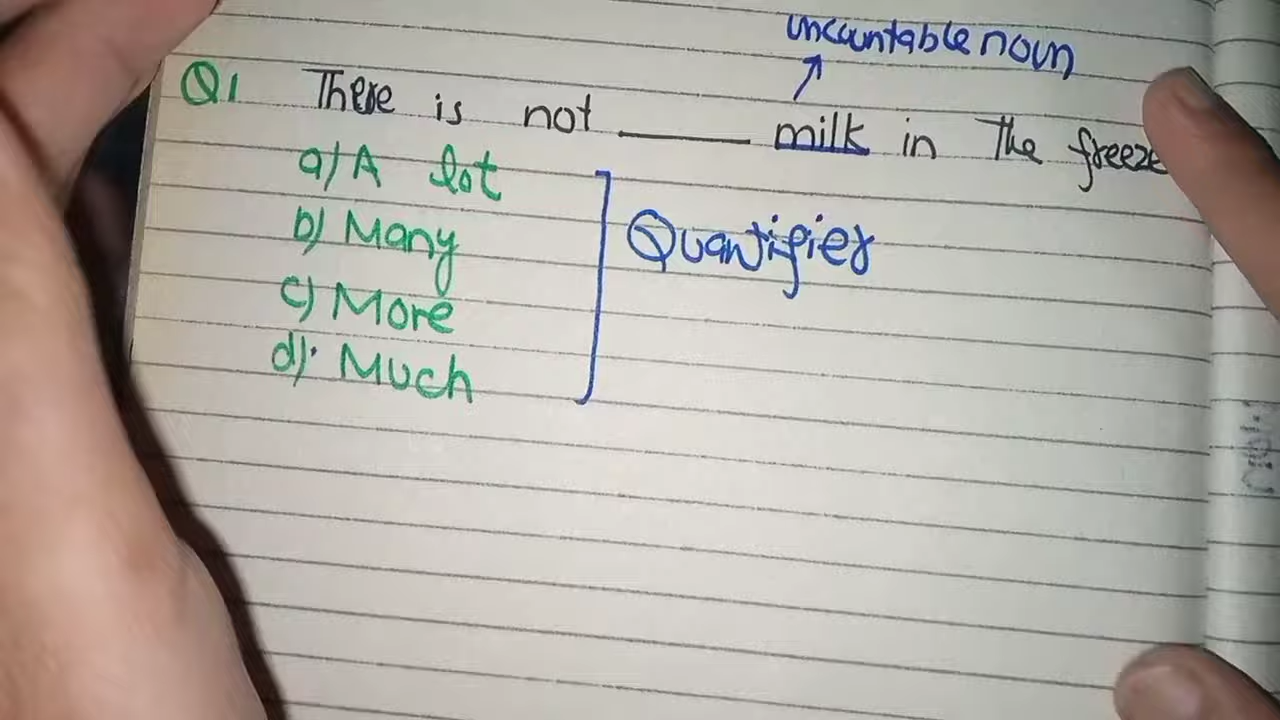 uncountable noun
Q1 There is not ______ milk in the freeze
a) A lot
b) Many
c) More
d) Much
Quantifier